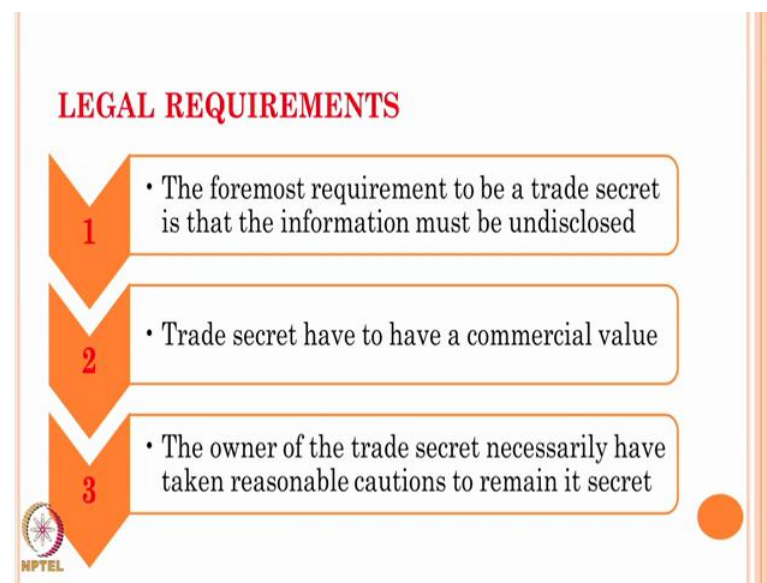 LEGAL REQUIREMENTS
1
• The foremost requirement to be a trade secret
is that the information must be undisclosed
2
• Trade secret have to have a commercial value
3
• The owner of the trade secret necessarily have
taken reasonable cautions to remain it secret
NPTEL